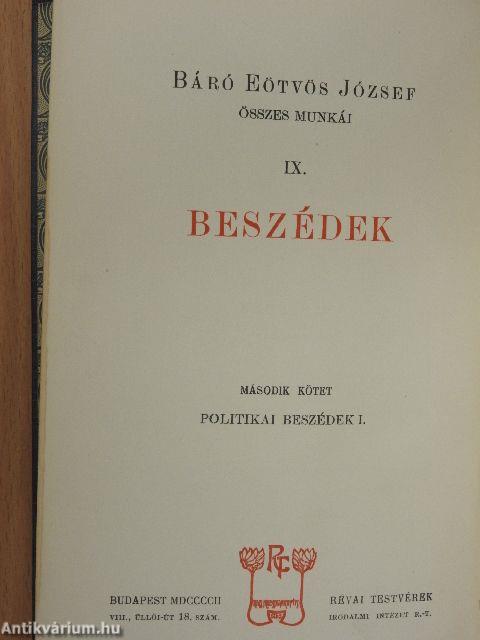 BÁRÓ EÖTVÖS JÓZSEF
ÖSSZES MUNKÁI
IX.
BESZÉDEK
MÁSODIK KÖTET
POLITIKAI BESZÉDEK I.
BUDAPEST MDCCCCII
VIII., ÜLLŐI-ÚT 18. SZÁM.
RÉVAI TESTVÉREK
IRODALMI INTÉZET R.-T.
Antikvárium.hu